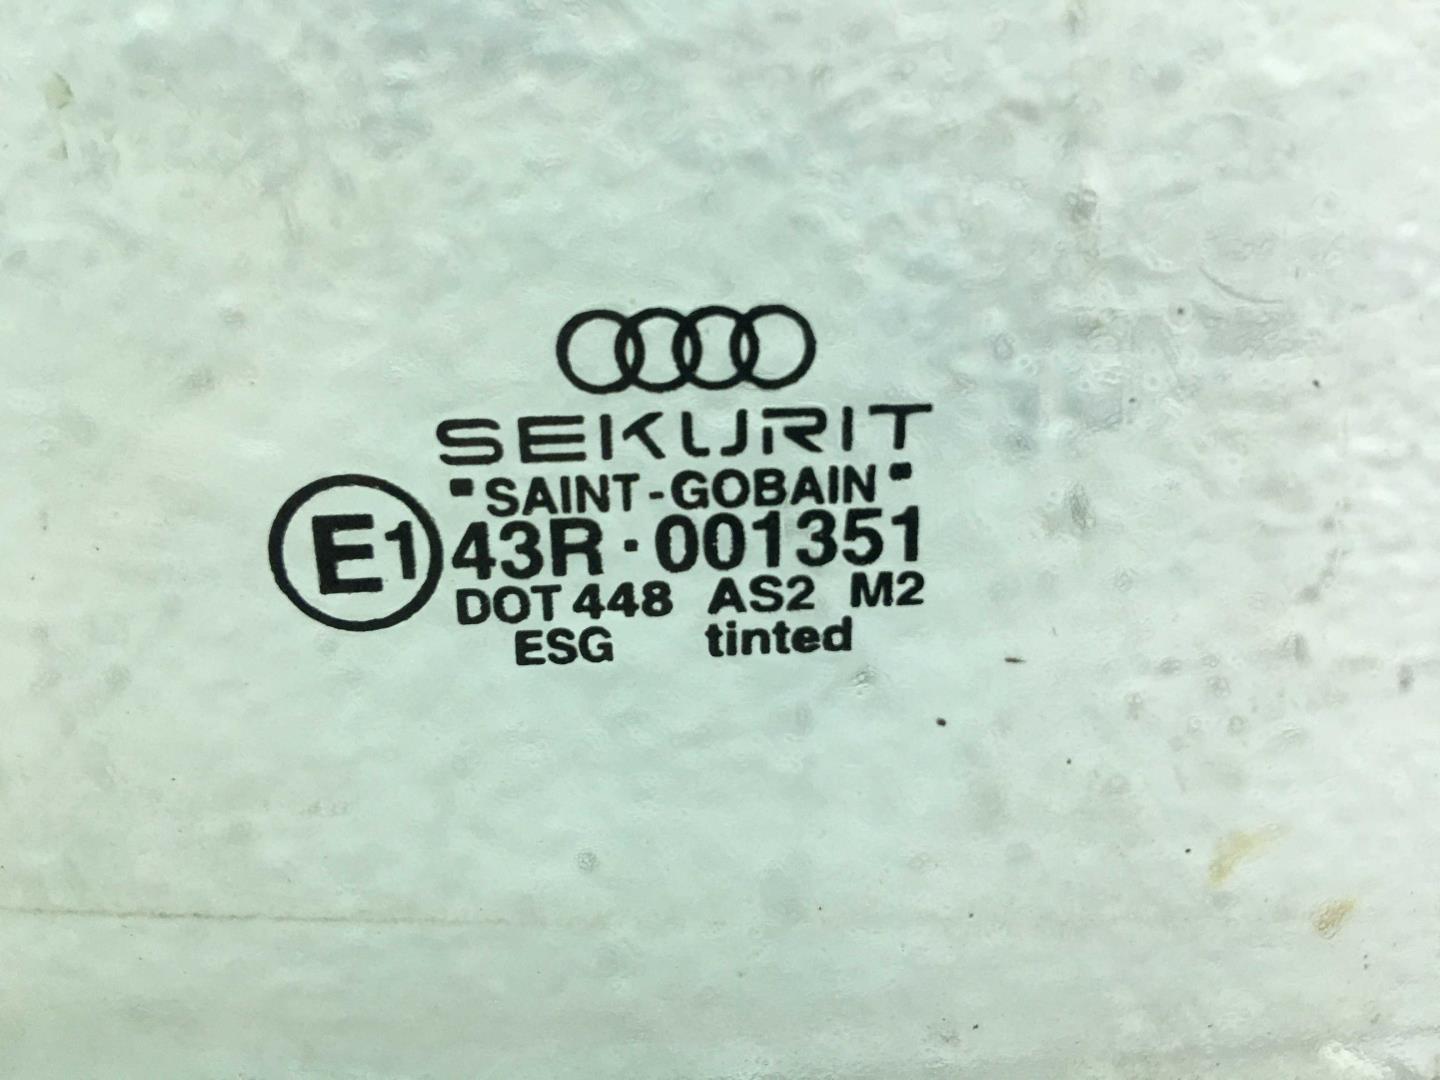 SEKURIT
"SAINT-GOBAIN"
E1 43R·001351
DOT 448 AS2 M2
ESG tinted